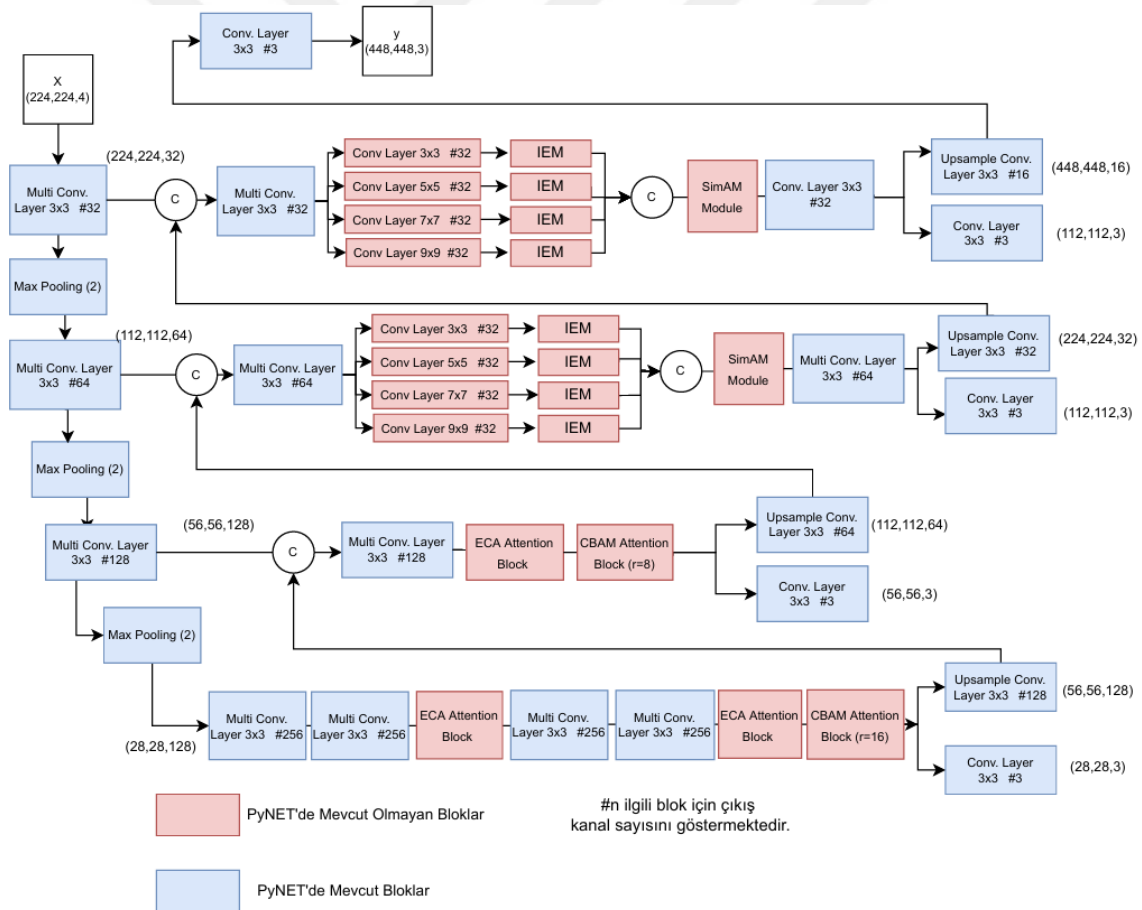 Conv. Layer
3x3 #3
y
(448,448,3)
X
(224,224,4)
(224,224,32)
Multi Conv.
Layer 3x3 #32
C
Multi Conv.
Layer 3x3 #32
Conv Layer 3x3 #32
IEM
Conv Layer 5x5 #32
IEM
Conv Layer 7x7 #32
IEM
Conv Layer 9x9 #32
IEM
C
SimAM
Module
Conv. Layer 3x3
#32
Upsample Conv.
Layer 3x3 #16
(448,448,16)
Conv. Layer
3x3 #3
(112,112,3)
Max Pooling (2)
(112,112,64)
Multi Conv. Layer
3x3 #64
C
Multi Conv. Layer
3x3 #64
Conv Layer 3x3 #32
IEM
Conv Layer 5x5 #32
IEM
Conv Layer 7x7 #32
IEM
Conv Layer 9x9 #32
IEM
C
SimAM
Module
Multi Conv. Layer
3x3 #64
Upsample Conv.
Layer 3x3 #32
(224,224,32)
Conv. Layer
3x3 #3
(112,112,3)
Max Pooling (2)
(56,56,128)
Multi Conv. Layer
3x3 #128
C
Multi Conv. Layer
3x3 #128
ECA Attention
Block
CBAM Attention
Block (r=8)
Upsample Conv.
Layer 3x3 #64
(112,112,64)
Conv. Layer
3x3 #3
(56,56,3)
Max Pooling (2)
(28,28,128)
Multi Conv.
Layer 3x3 #256
Multi Conv.
Layer 3x3 #256
ECA Attention
Block
Multi Conv.
Layer 3x3 #256
Multi Conv.
Layer 3x3 #256
ECA Attention
Block
CBAM Attention
Block (r=16)
Upsample Conv.
Layer 3x3 #128
(56,56,128)
Conv. Layer
3x3 #3
(28,28,3)
PyNET'de Mevcut Olmayan Bloklar
#n ilgili blok için çıkış
kanal sayısını göstermektedir.
PyNET'de Mevcut Bloklar